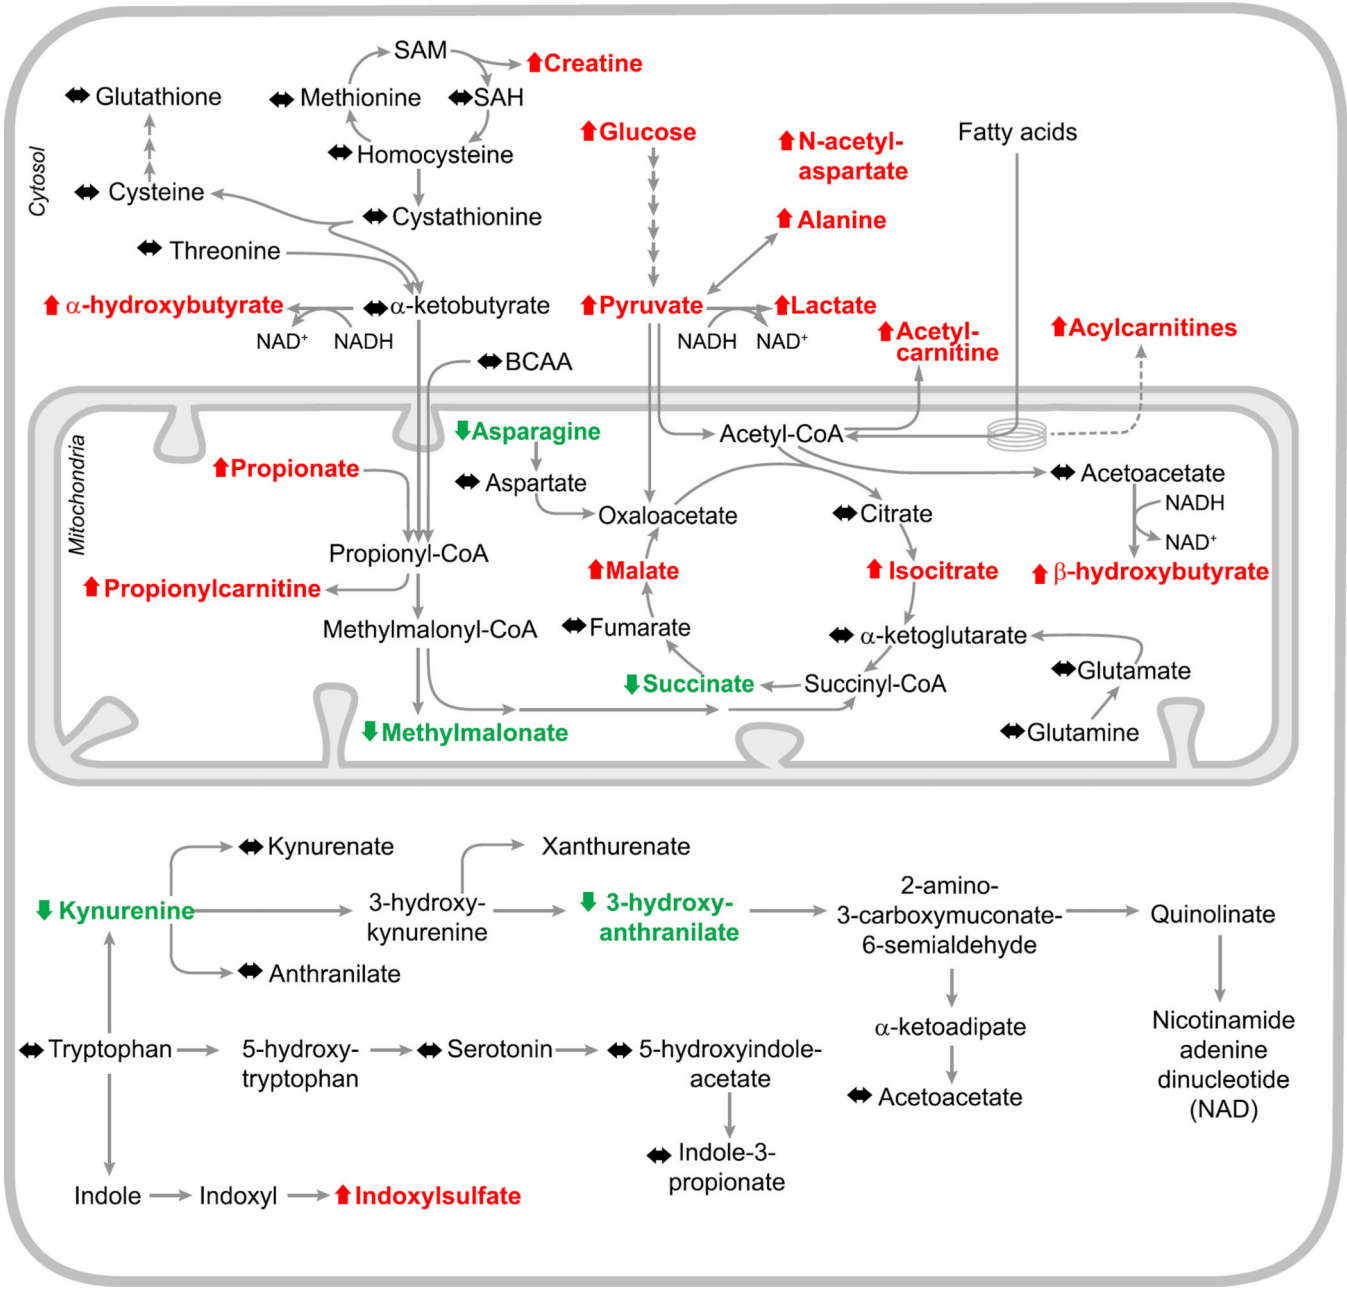 SAM
Creatine
Glutathione
Methionine
SAH
Glucose
N-acetyl-
aspartate
Fatty acids
Cytosol
Homocysteine
Cysteine
Cystathionine
Alanine
Threonine
α-hydroxybutyrate
α-ketobutyrate
Pyruvate
Lactate
NAD⁺
NADH
NADH
NAD⁺
Acetyl-
carnitine
Acylcarnitines
BCAA
Mitochondria
Asparagine
Acetyl-CoA
Propionate
Aspartate
Acetoacetate
Oxaloacetate
Citrate
NADH
NAD⁺
Propionyl-CoA
Propionylcarnitine
Malate
Isocitrate
β-hydroxybutyrate
Methylmalonyl-CoA
Fumarate
α-ketoglutarate
Glutamate
Succinate
Succinyl-CoA
Methylmalonate
Glutamine
Kynurenate
Xanthurenate
Kynurenine
3-hydroxy-
kynurenine
3-hydroxy-
anthranilate
2-amino-
3-carboxymuconate-
6-semialdehyde
Quinolinate
Anthranilate
α-ketoadipate
Nicotinamide
adenine
dinucleotide
(NAD)
Tryptophan
5-hydroxy-
tryptophan
Serotonin
5-hydroxyindole-
acetate
Acetoacetate
Indole-3-
propionate
Indole
Indoxyl
Indoxylsulfate